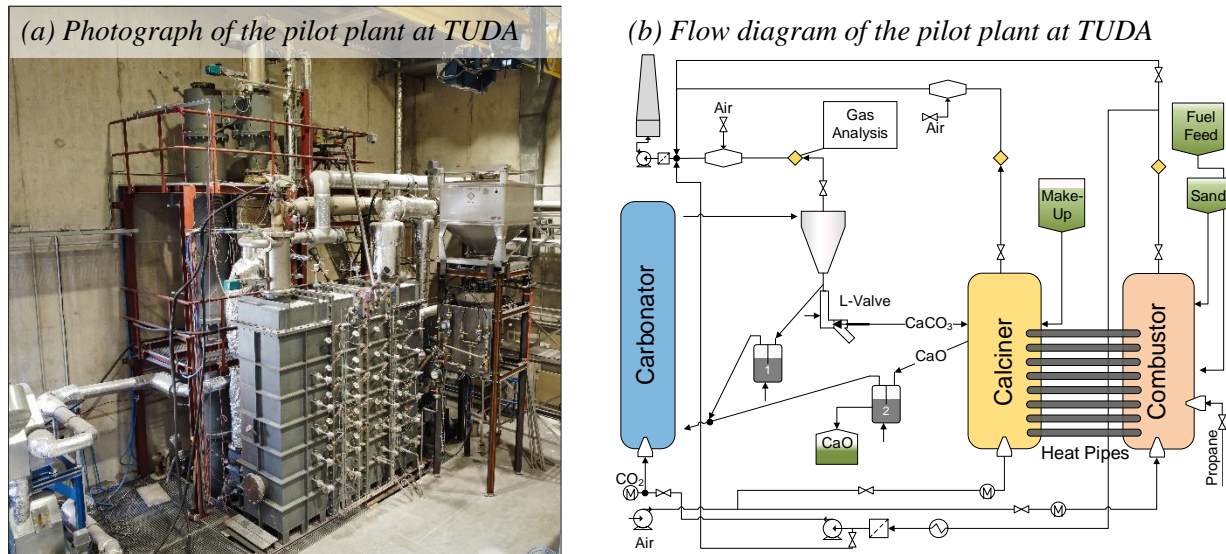 (a) Photograph of the pilot plant at TUDA
(b) Flow diagram of the pilot plant at TUDA
Air
Gas
Analysis
Air
Fuel
Feed
Make-
Up
Sand
Carbonator
L-Valve
CaCO₃
CaO
1
2
CaO
Calciner
Combustor
Heat Pipes
Propane
CO₂
M
M
M
Air